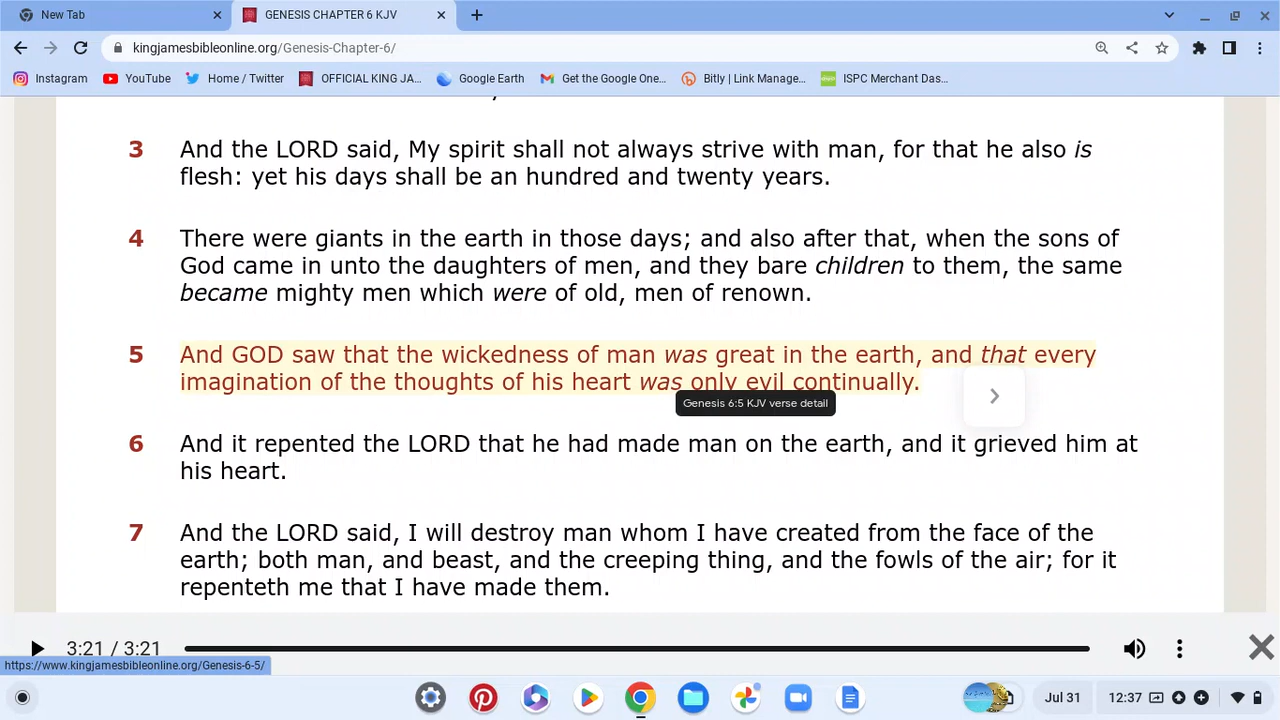 New Tab
GENESIS CHAPTER 6 KJV
kingjamesbibleonline.org/Genesis-Chapter-6/
Instagram YouTube Home / Twitter OFFICIAL KING JA... Google Earth Get the Google One... Bitly | Link Manage... ISPC Merchant Das...
3 And the LORD said, My spirit shall not always strive with man, for that he also is
flesh: yet his days shall be an hundred and twenty years.
4 There were giants in the earth in those days; and also after that, when the sons of
God came in unto the daughters of men, and they bare children to them, the same
became mighty men which were of old, men of renown.
5 And GOD saw that the wickedness of man was great in the earth, and that every
imagination of the thoughts of his heart was only evil continually.
Genesis 6:5 KJV verse detail
6 And it repented the LORD that he had made man on the earth, and it grieved him at
his heart.
7 And the LORD said, I will destroy man whom I have created from the face of the
earth; both man, and beast, and the creeping thing, and the fowls of the air; for it
repenteth me that I have made them.
3:21 / 3:21
https://www.kingjamesbibleonline.org/Genesis-6-5/
Jul 31 12:37